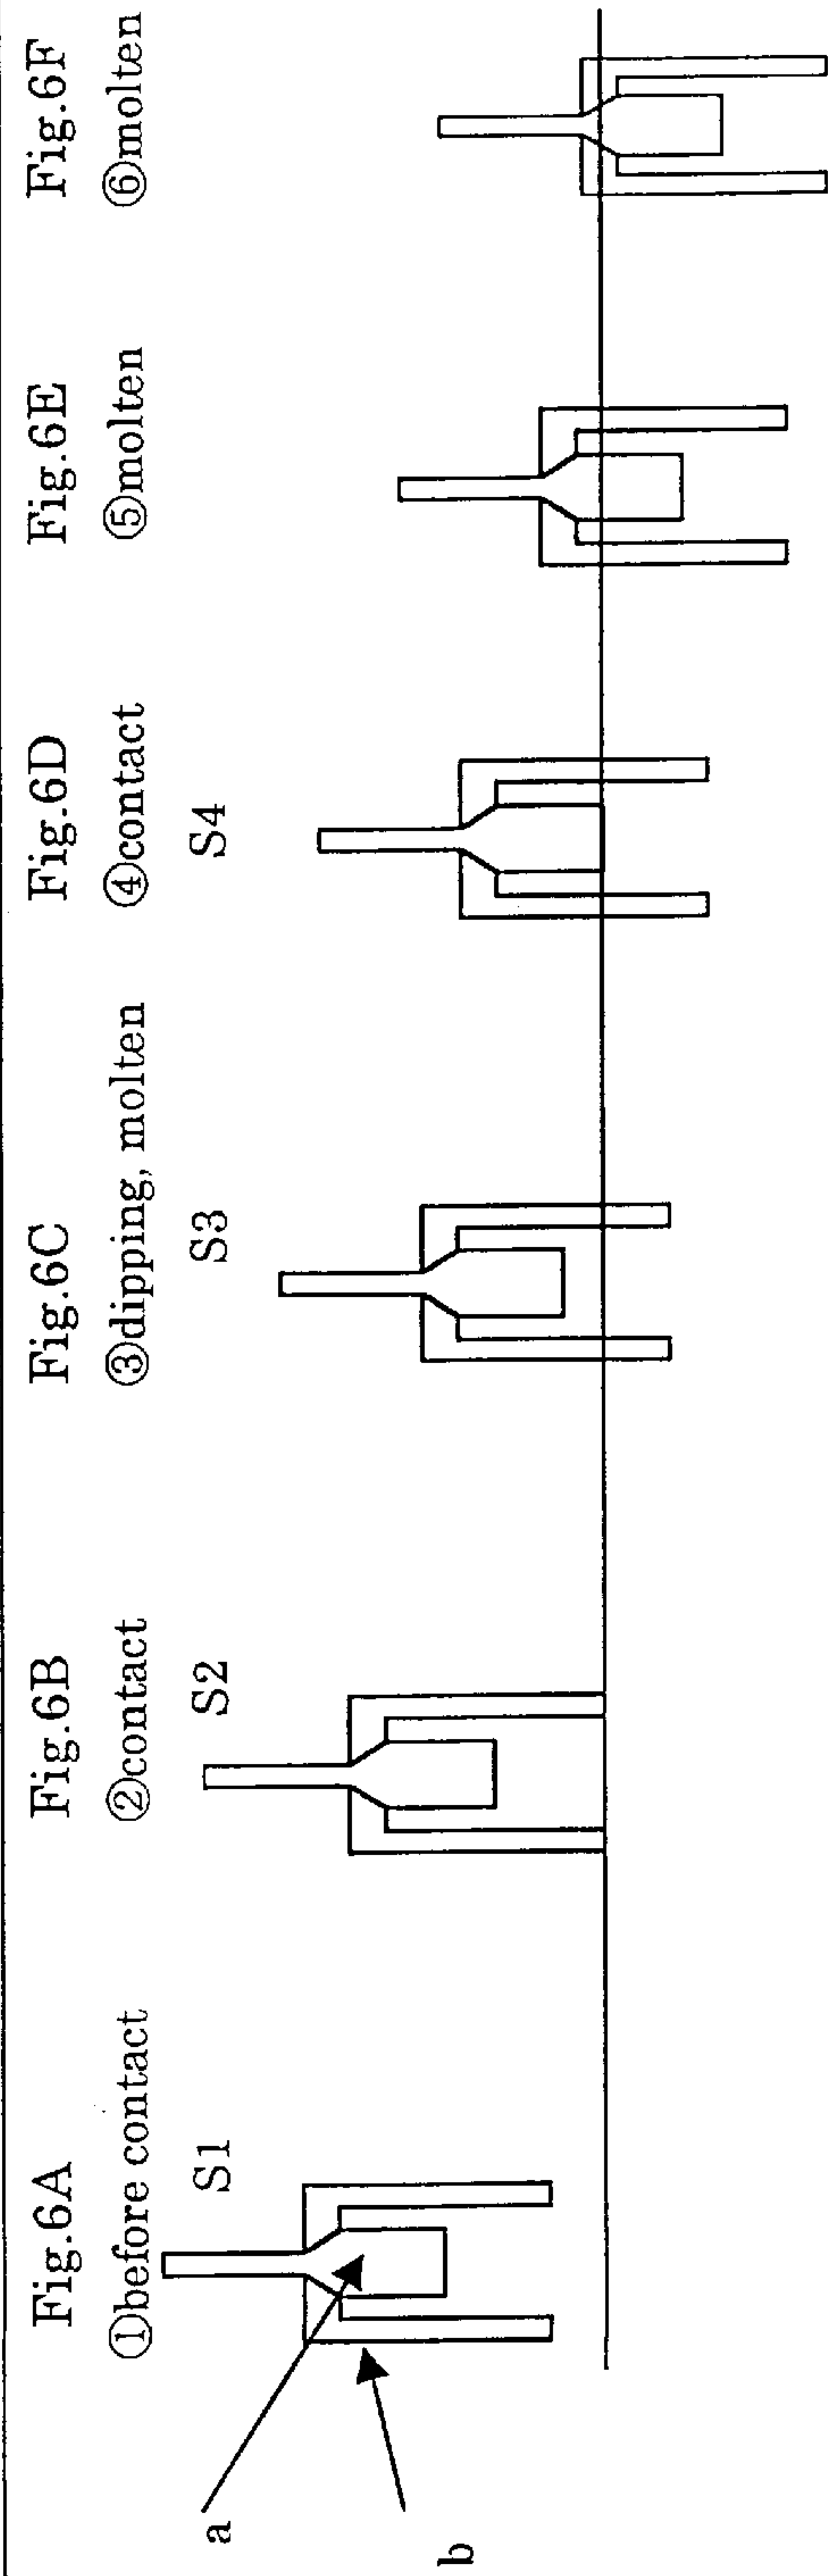 Fig.6A
①before contact
S1
a
b
Fig.6B
②contact
S2
Fig.6C
③dipping, molten
S3
Fig.6D
④contact
S4
Fig.6E
⑤molten
Fig.6F
⑥molten